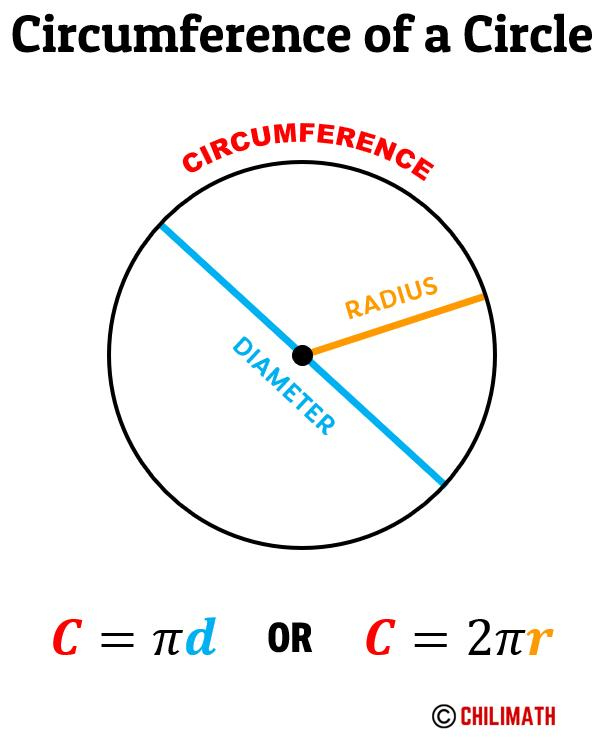 Circumference of a Circle
CIRCUMFERENCE
RADIUS
DIAMETER
C = πd OR C = 2πr
© CHILIMATH